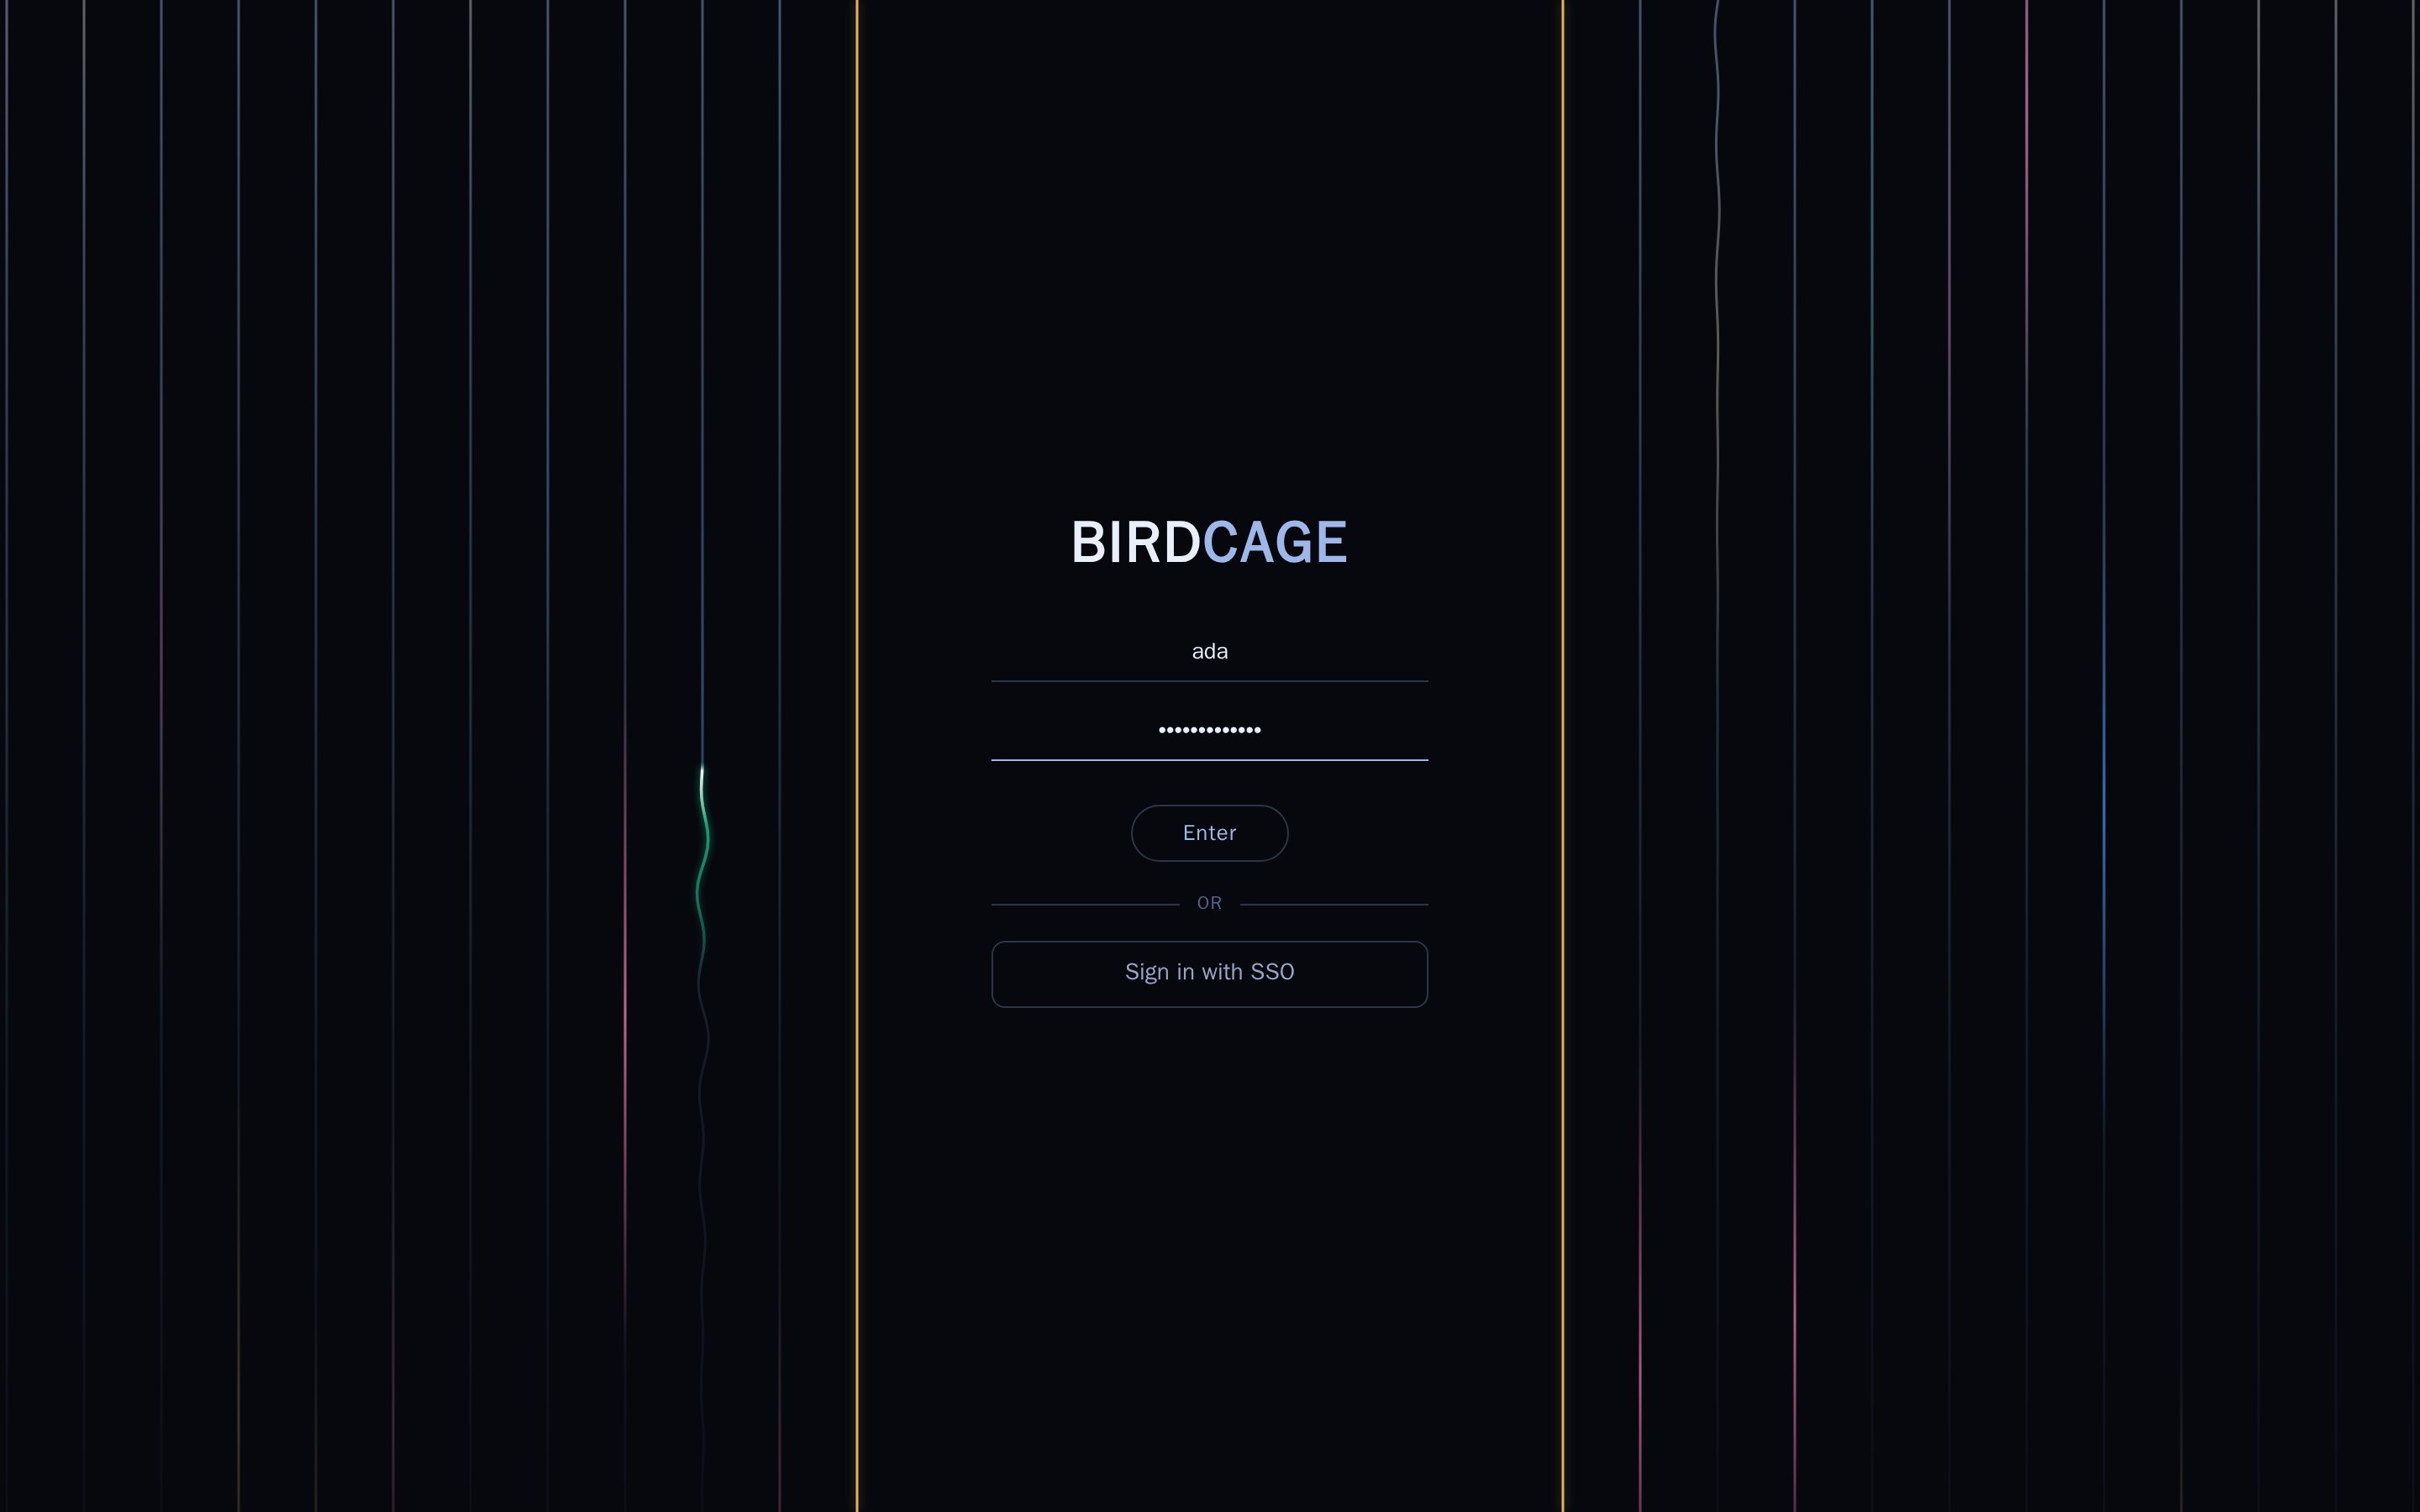 BIRDCAGE
ada
•••••••••••••
Enter
OR
Sign in with SSO